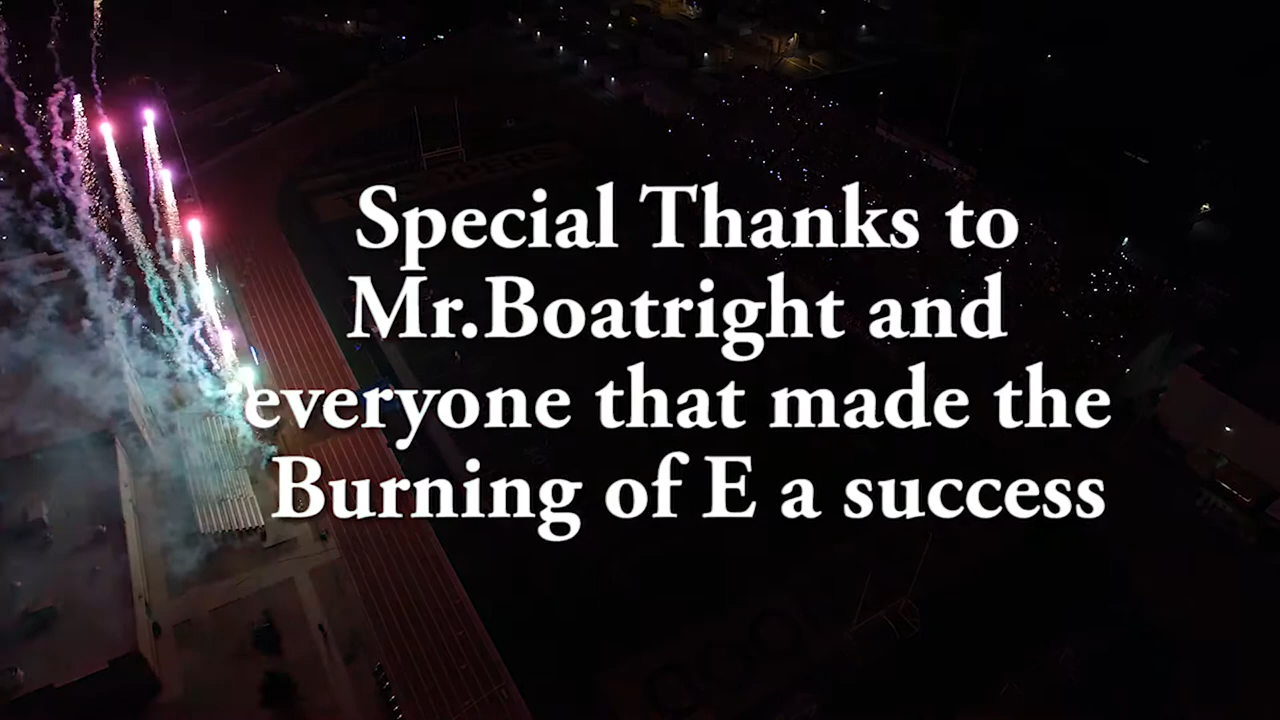 Special Thanks to
Mr.Boatright and
everyone that made the
Burning of E a success